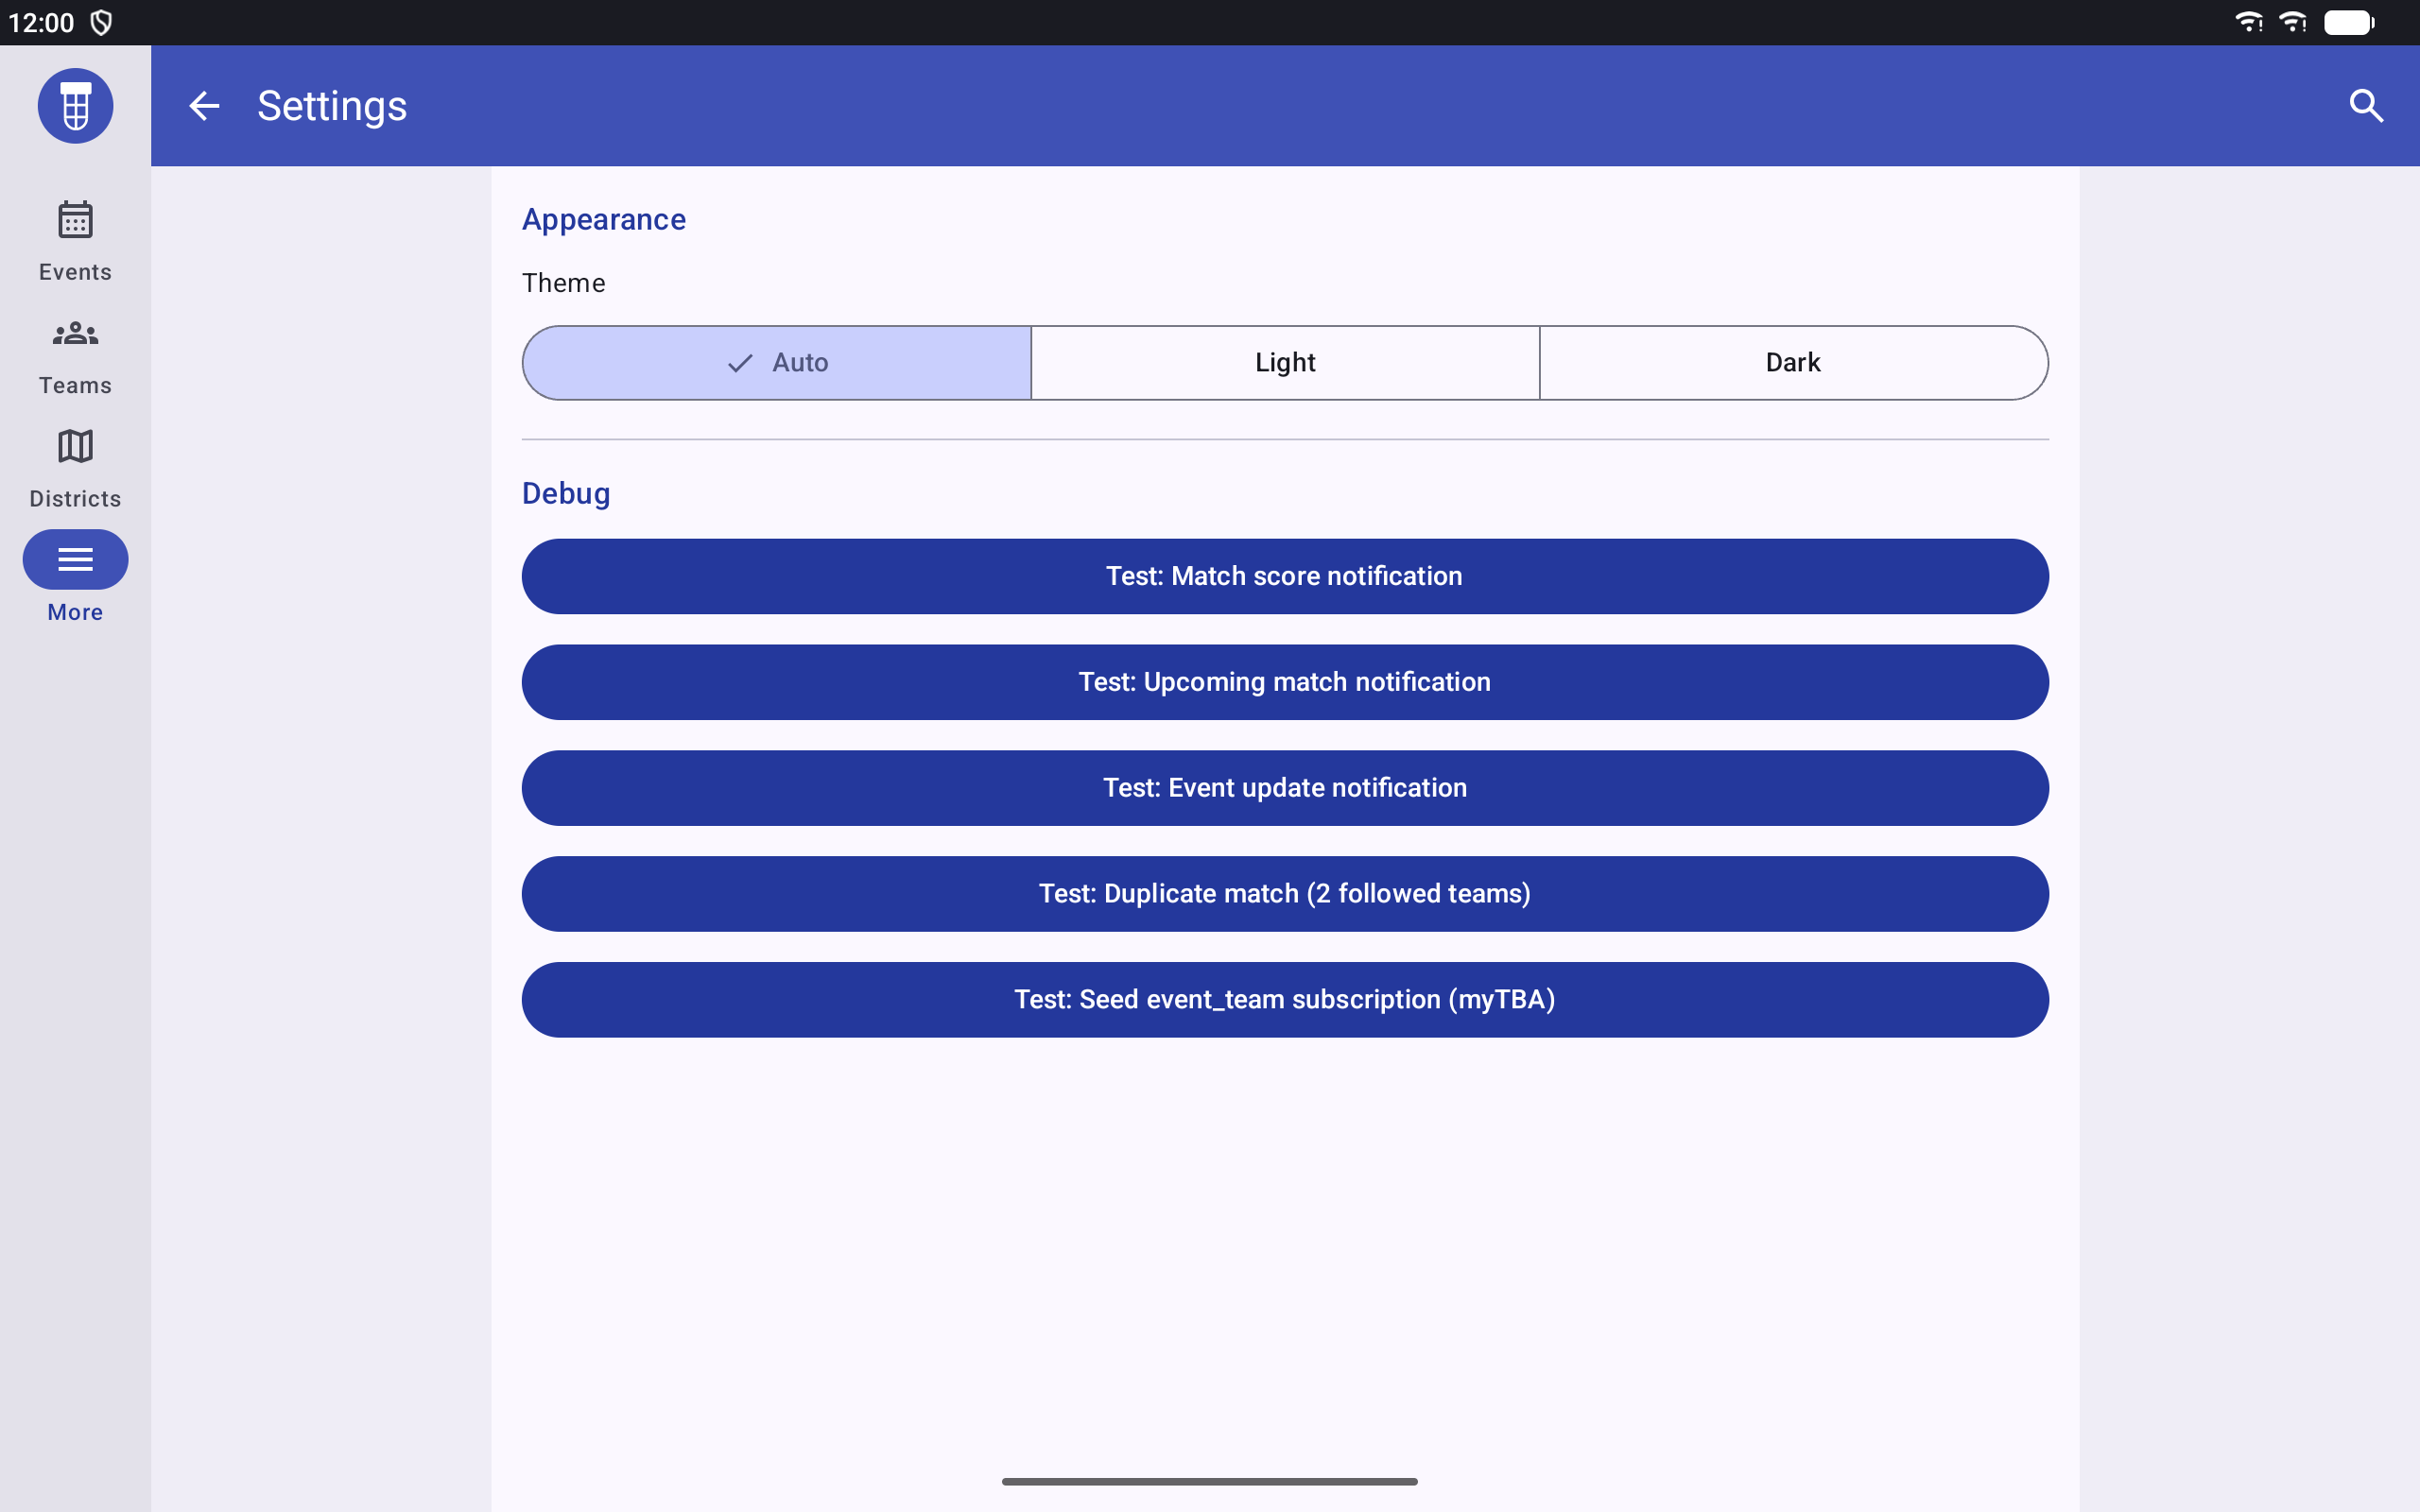 12:00
Settings
Events
Teams
Districts
More
Appearance
Theme
Auto
Light
Dark
Debug
Test: Match score notification
Test: Upcoming match notification
Test: Event update notification
Test: Duplicate match (2 followed teams)
Test: Seed event_team subscription (myTBA)